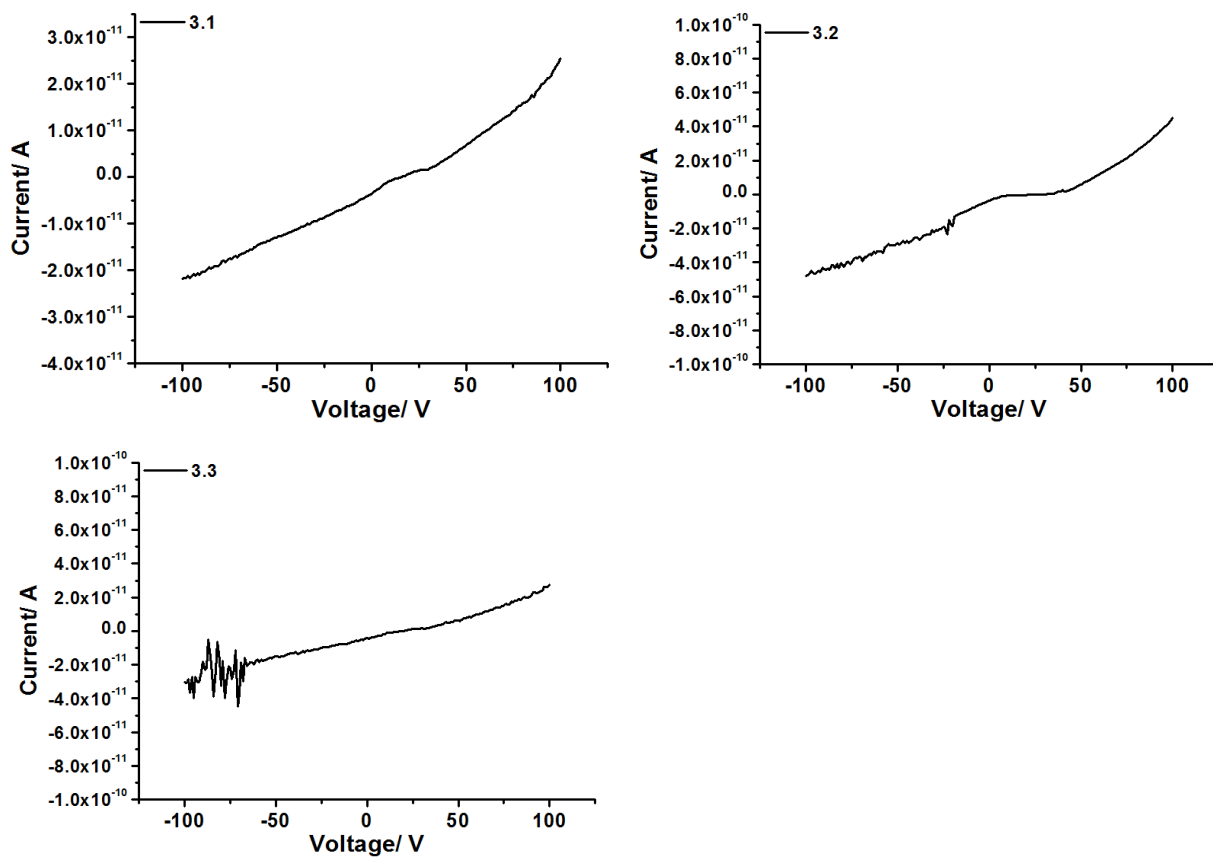 3.1
3.0x10⁻¹¹
2.0x10⁻¹¹
1.0x10⁻¹¹
0.0
-1.0x10⁻¹¹
-2.0x10⁻¹¹
-3.0x10⁻¹¹
-4.0x10⁻¹¹
Current/ A
-100 -50 0 50 100
Voltage/ V
3.2
1.0x10⁻¹⁰
8.0x10⁻¹¹
6.0x10⁻¹¹
4.0x10⁻¹¹
2.0x10⁻¹¹
0.0
-2.0x10⁻¹¹
-4.0x10⁻¹¹
-6.0x10⁻¹¹
-8.0x10⁻¹¹
-1.0x10⁻¹⁰
Current/ A
-100 -50 0 50 100
Voltage/ V
3.3
1.0x10⁻¹⁰
8.0x10⁻¹¹
6.0x10⁻¹¹
4.0x10⁻¹¹
2.0x10⁻¹¹
0.0
-2.0x10⁻¹¹
-4.0x10⁻¹¹
-6.0x10⁻¹¹
-8.0x10⁻¹¹
-1.0x10⁻¹⁰
Current/ A
-100 -50 0 50 100
Voltage/ V